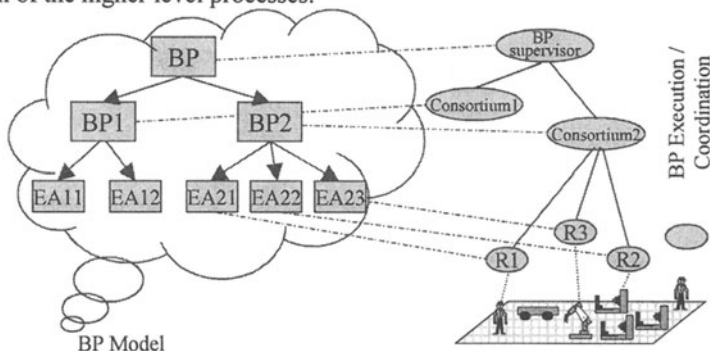 of the higher level processes.
BP
BP
supervisor
Consortium1
BP1
BP2
Consortium2
EA11
EA12
EA21
EA22
EA23
R3
R1
R2
BP Model
BP Execution /
Coordination